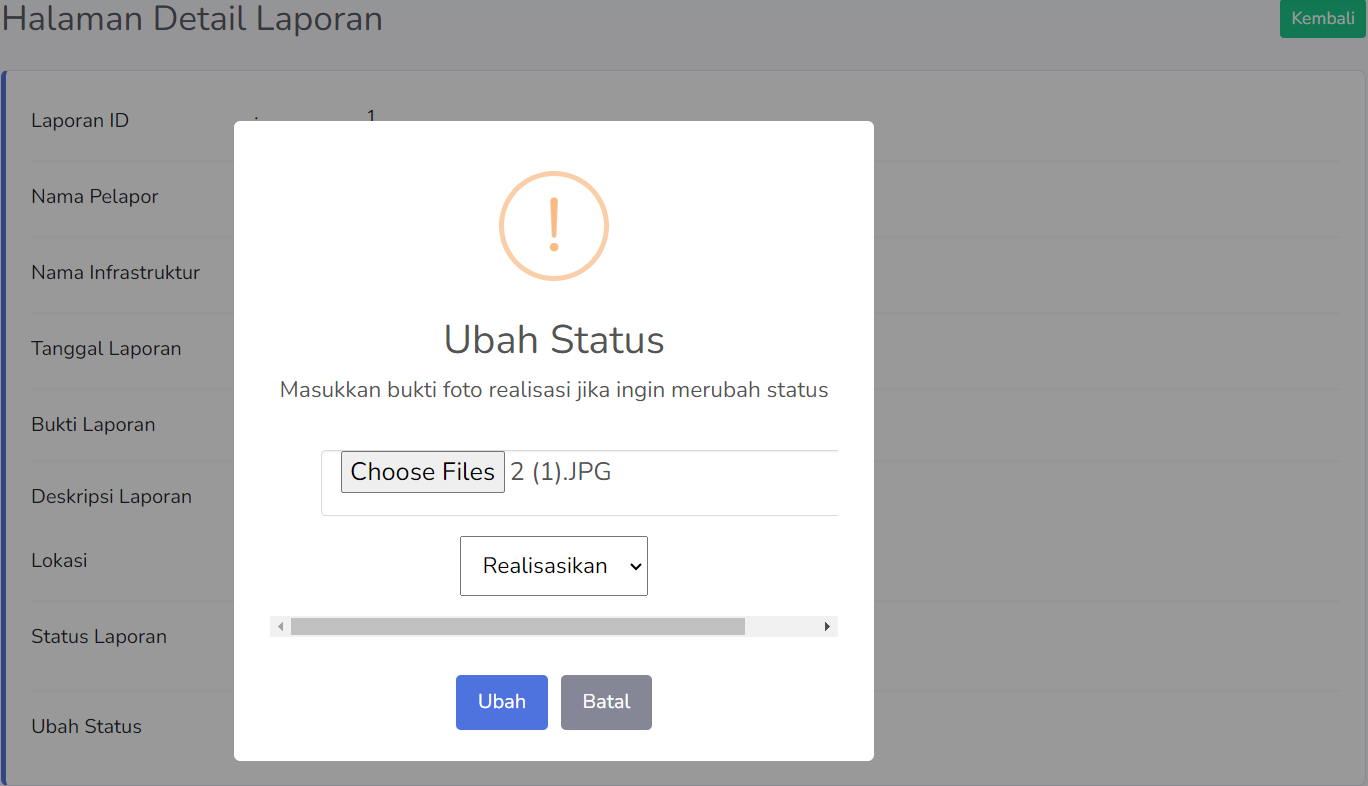 Halaman Detail Laporan
Kembali
Laporan ID : 1
Nama Pelapor
Nama Infrastruktur
Tanggal Laporan
Bukti Laporan
Deskripsi Laporan
Lokasi
Status Laporan
Ubah Status
!
Ubah Status
Masukkan bukti foto realisasi jika ingin merubah status
Choose Files 2 (1).JPG
Realisasikan
Ubah Batal